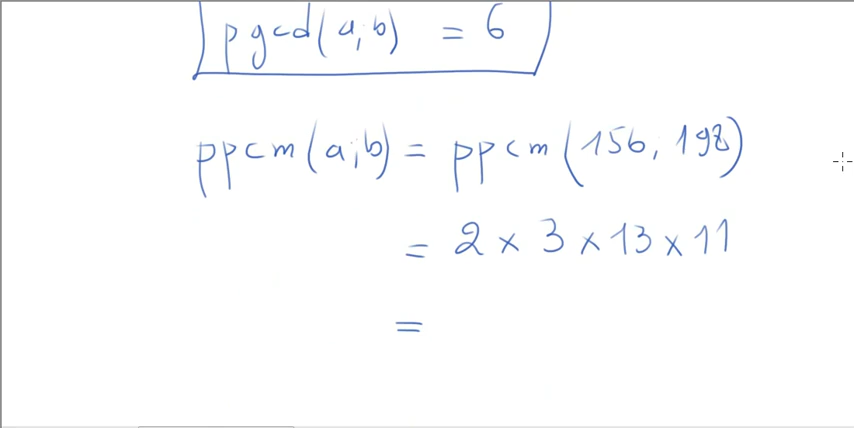 pgcd(a;b) = 6
ppcm(a;b) = ppcm(156, 198)
= 2 × 3 × 13 × 11
=